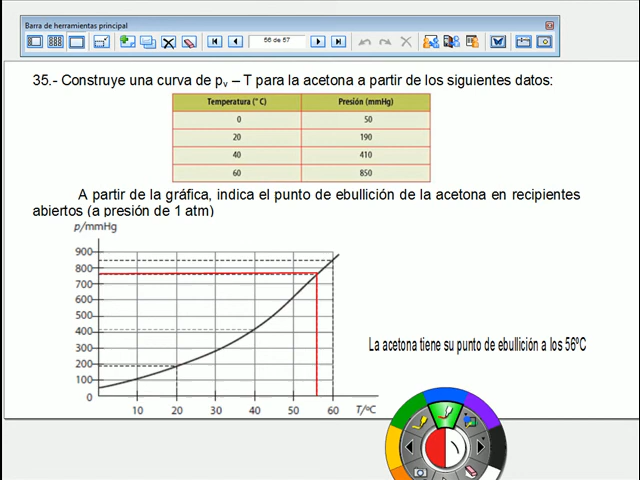 Barra de herramientas principal
56 de 57
35.- Construye una curva de pv – T para la acetona a partir de los siguientes datos:
Temperatura (° C) Presión (mmHg)
0 50
20 190
40 410
60 850
A partir de la gráfica, indica el punto de ebullición de la acetona en recipientes
abiertos (a presión de 1 atm)
p/mmHg
900
800
700
600
500
400
300
200
100
0
10 20 30 40 50 60 T/ºC
La acetona tiene su punto de ebullición a los 56ºC